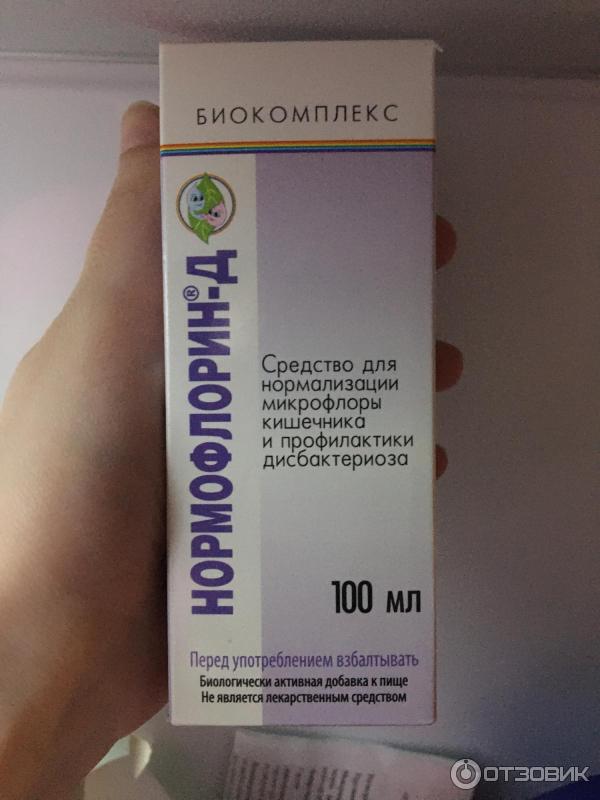 БИОКОМПЛЕКС
НОРМОФЛОРИН®-Д
Средство для
нормализации
микрофлоры
кишечника
и профилактики
дисбактериоза
100 мл
Перед употреблением взбалтывать
Биологически активная добавка к пище
Не является лекарственным средством
ОТЗОВИК